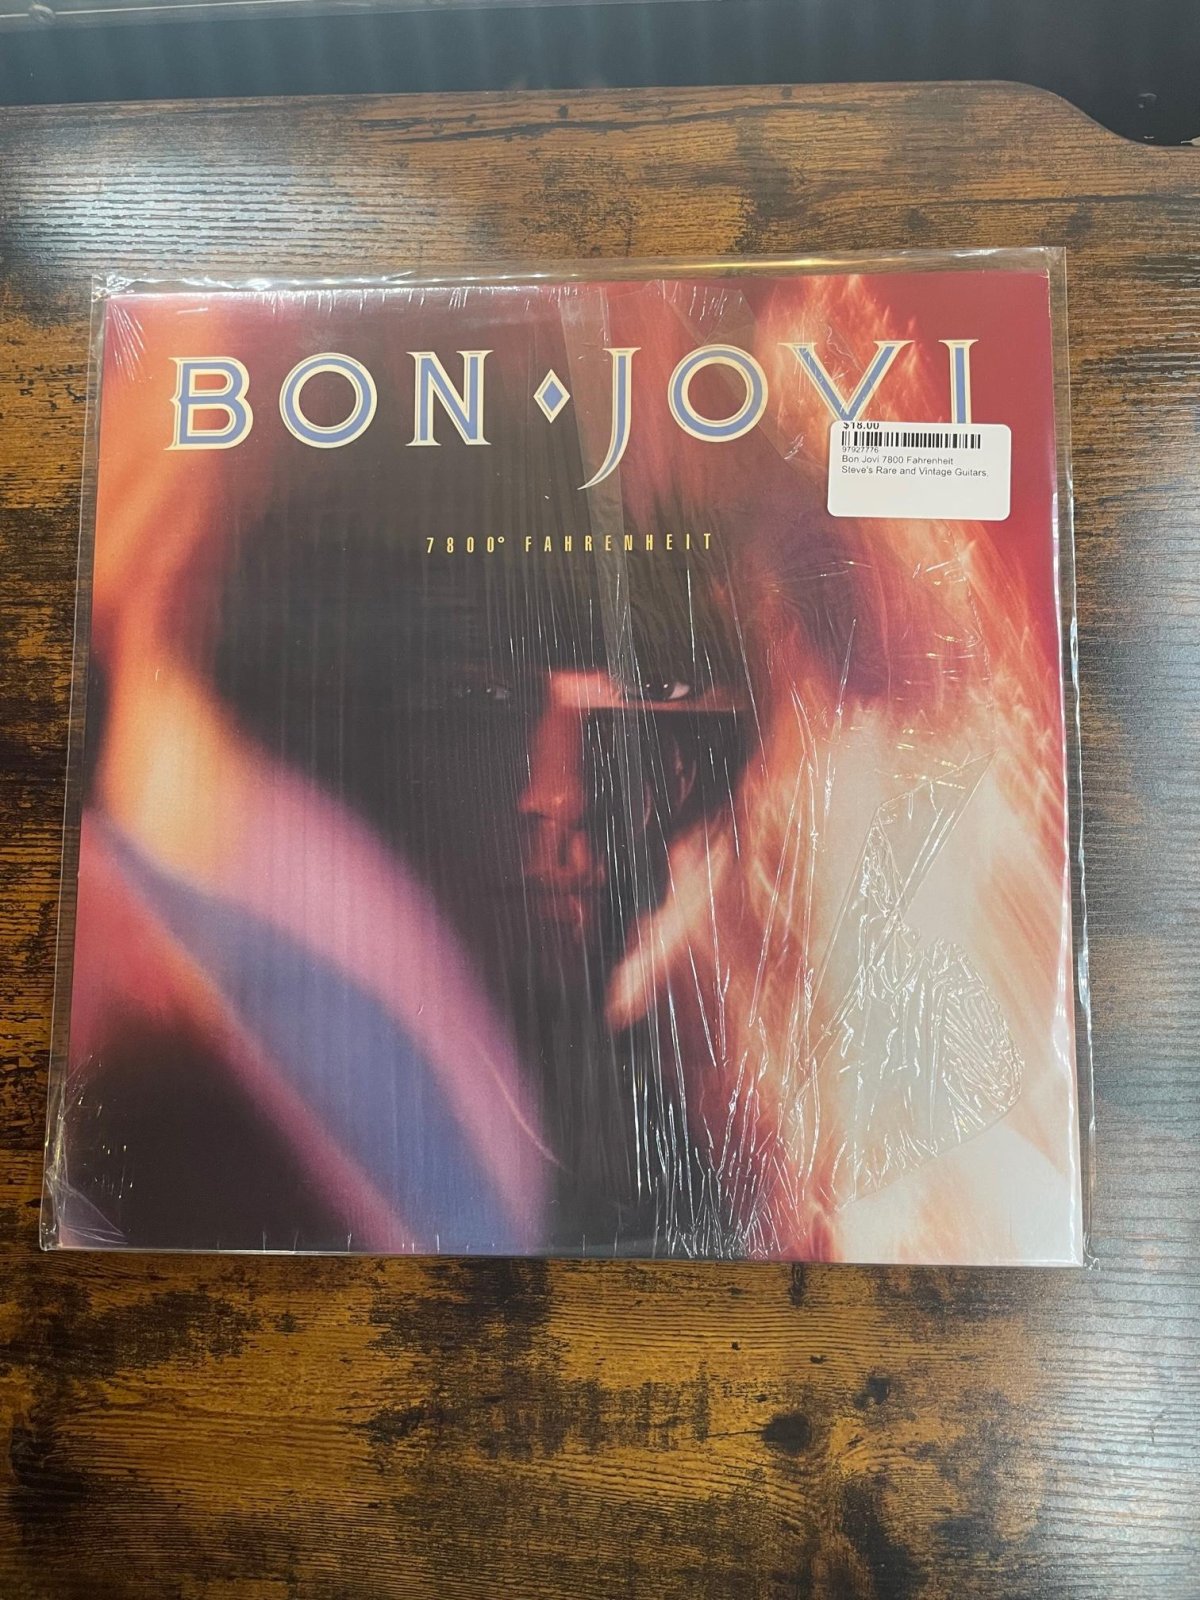 BON♦JOVI
$18.00
97927776
Bon Jovi 7800 Fahrenheit
Steve's Rare and Vintage Guitars.
7800° FAHRENHEIT